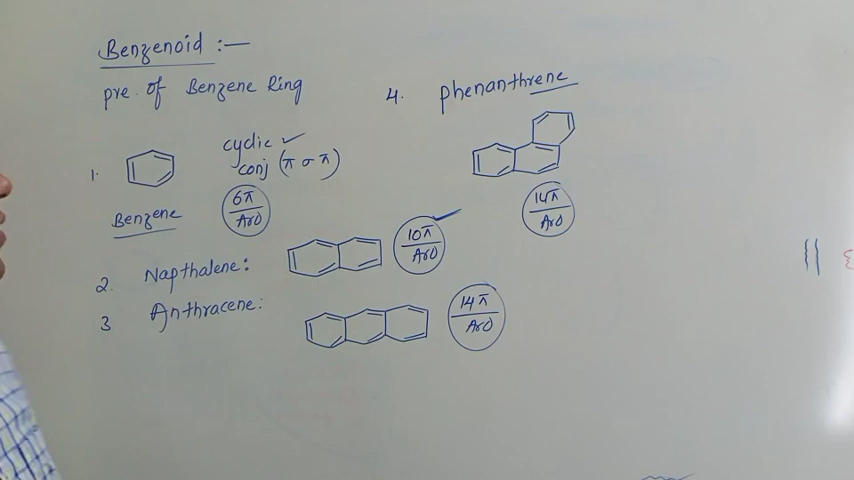 Benzenoid :—
pre. of Benzene Ring
1.
Benzene
cyclic ✓
conj (π σ π)
6π
ArO
2. Napthalene:
10π
ArO
3 Anthracene:
14π
ArO
4. phenanthrene
14π
ArO